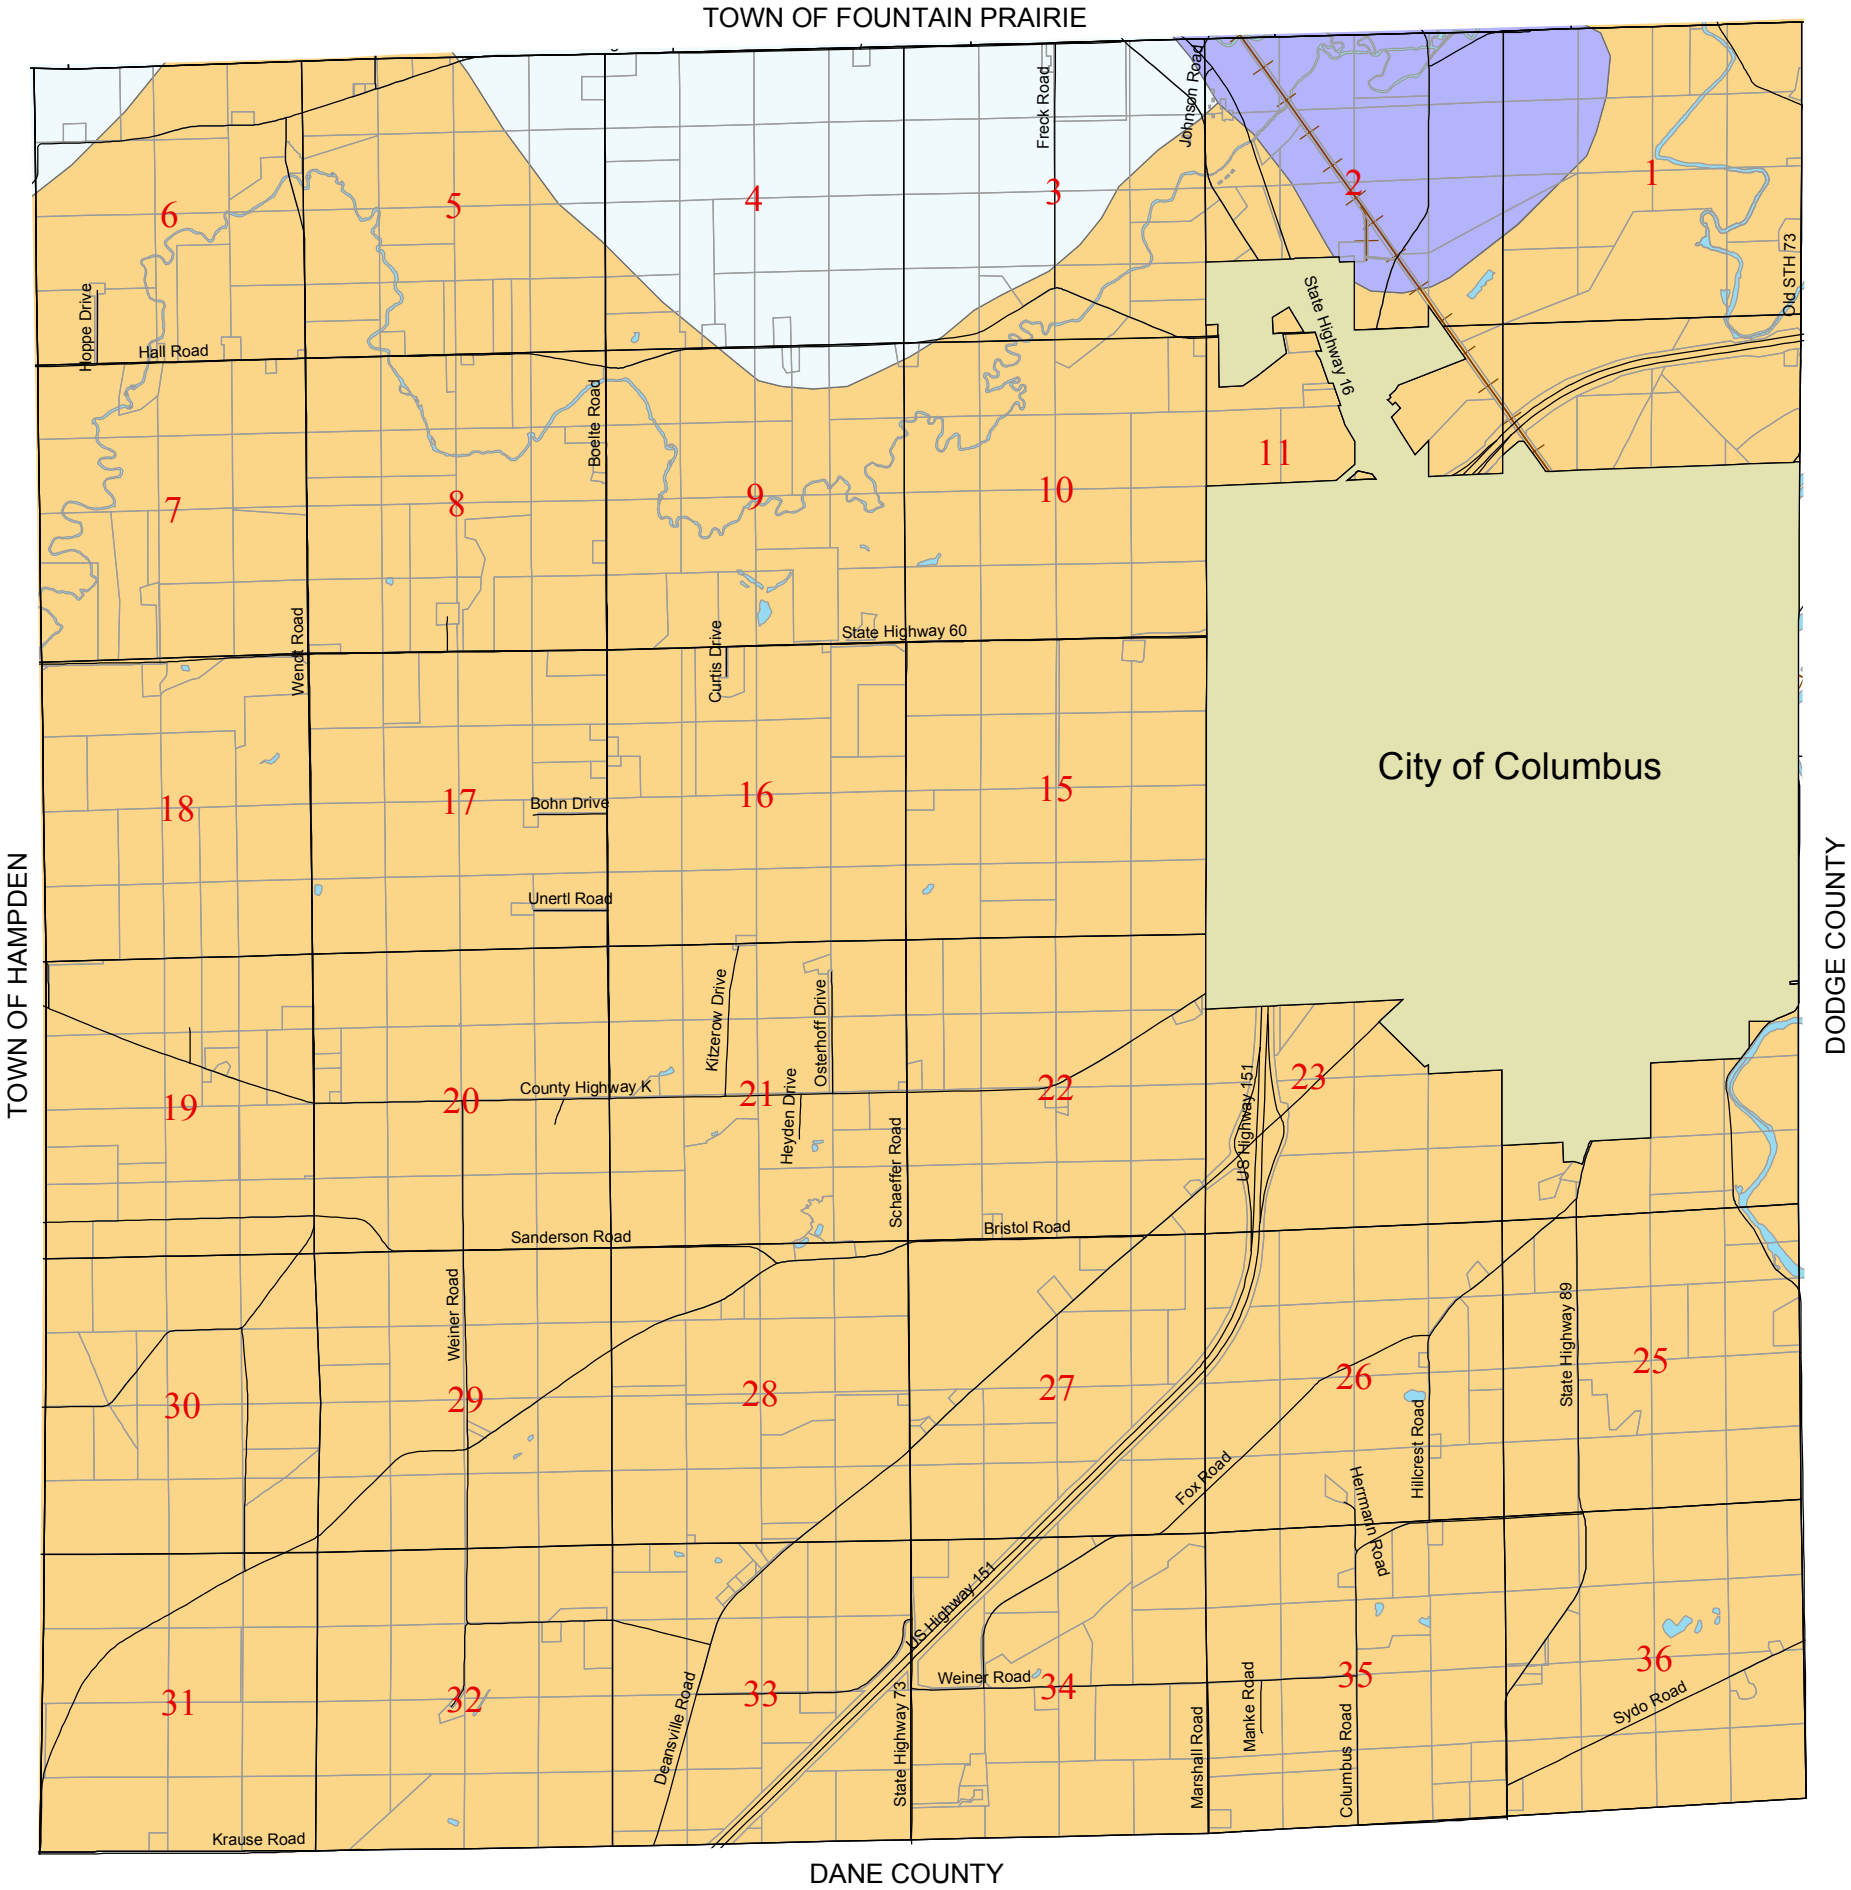 TOWN OF FOUNTAIN PRAIRIE
Freck Road
Johnson Road
6
5
4
3
2
1
Hoppe Drive
Hall Road
State Highway 16
Old STH 73
Boelte Road
7
8
9
10
11
Wendt Road
Curtis Drive
State Highway 60
City of Columbus
18
17
16
15
Bohn Drive
Unertl Road
TOWN OF HAMPDEN
DODGE COUNTY
Kitzerow Drive
Osterhoff Drive
County Highway K
Heyden Drive
19
20
21
22
23
US Highway 151
Schaeffer Road
Sanderson Road
Bristol Road
Weiner Road
State Highway 89
30
29
28
27
26
25
Hillcrest Road
Fox Road
Herrmann Road
US Highway 151
Weiner Road
31
32
33
34
35
36
Deansville Road
State Highway 73
Marshall Road
Manke Road
Columbus Road
Sydo Road
Krause Road
DANE COUNTY